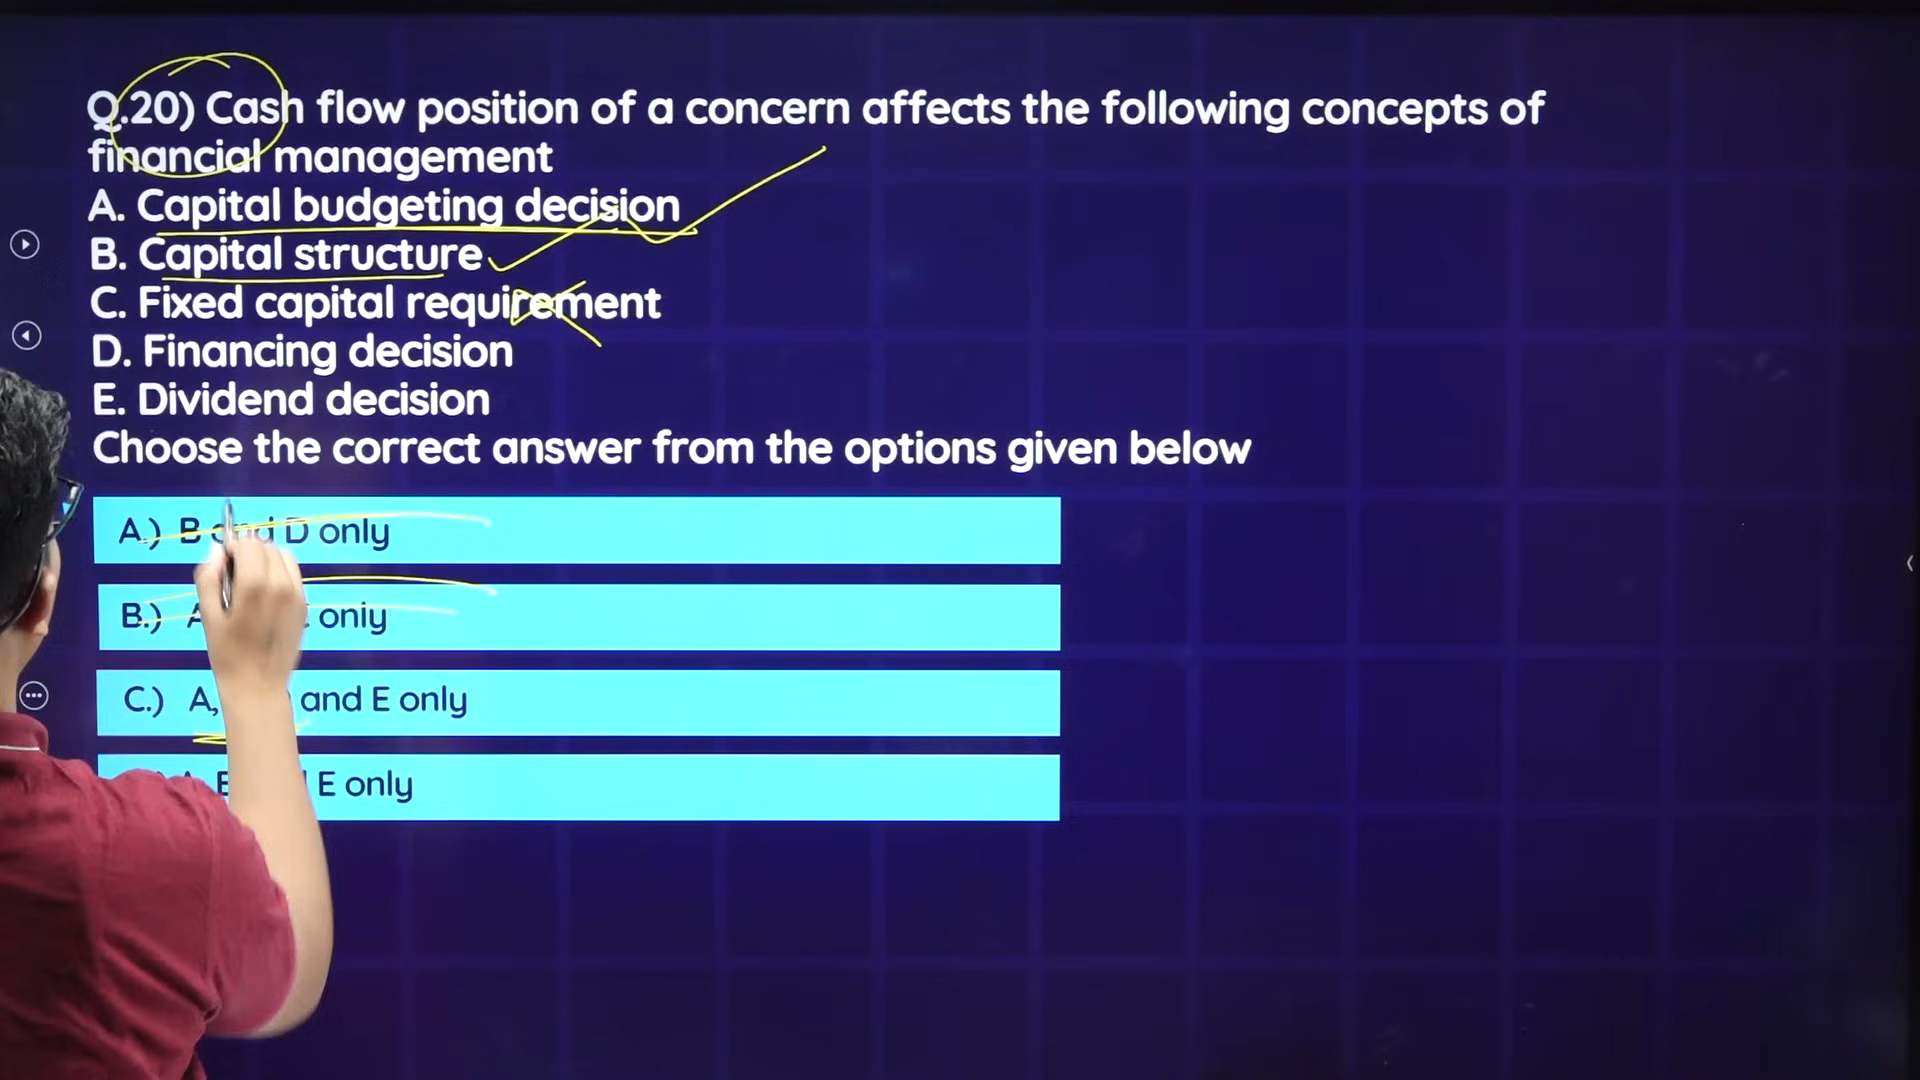 Q.20) Cash flow position of a concern affects the following concepts of
financial management
A. Capital budgeting decision
B. Capital structure
C. Fixed capital requirement
D. Financing decision
E. Dividend decision
Choose the correct answer from the options given below
A.) B and D only
B.) only
C.) A, and E only
E only